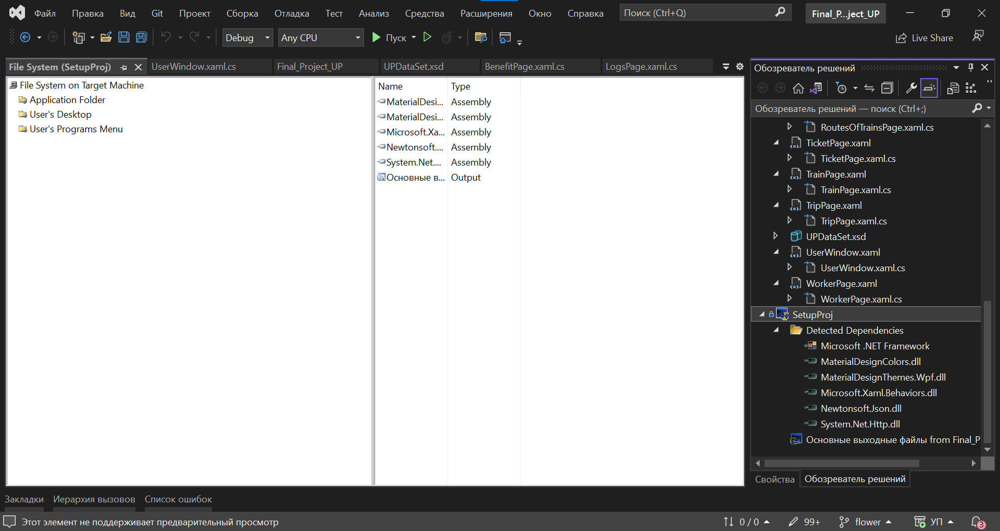 Файл Правка Вид Git Проект Сборка Отладка Тест Анализ Средства Расширения Окно Справка Поиск (Ctrl+Q) Final_P...ject_UP
Debug Any CPU Пуск Live Share
File System (SetupProj) UserWindow.xaml.cs Final_Project_UP UPDataSet.xsd BenefitPage.xaml.cs LogsPage.xaml.cs
File System on Target Machine
Application Folder
User's Desktop
User's Programs Menu
Name Type
MaterialDesi... Assembly
MaterialDesi... Assembly
Microsoft.Xa... Assembly
Newtonsoft.... Assembly
System.Net.... Assembly
Основные в... Output
Обозреватель решений
Обозреватель решений — поиск (Ctrl+;)
RoutesOfTrainsPage.xaml.cs
TicketPage.xaml
TicketPage.xaml.cs
TrainPage.xaml
TrainPage.xaml.cs
TripPage.xaml
TripPage.xaml.cs
UPDataSet.xsd
UserWindow.xaml
UserWindow.xaml.cs
WorkerPage.xaml
WorkerPage.xaml.cs
SetupProj
Detected Dependencies
Microsoft .NET Framework
MaterialDesignColors.dll
MaterialDesignThemes.Wpf.dll
Microsoft.Xaml.Behaviors.dll
Newtonsoft.Json.dll
System.Net.Http.dll
Основные выходные файлы from Final_P
Свойства Обозреватель решений
Закладки Иерархия вызовов Список ошибок
Этот элемент не поддерживает предварительный просмотр 0 / 0 99+ flower УП 3